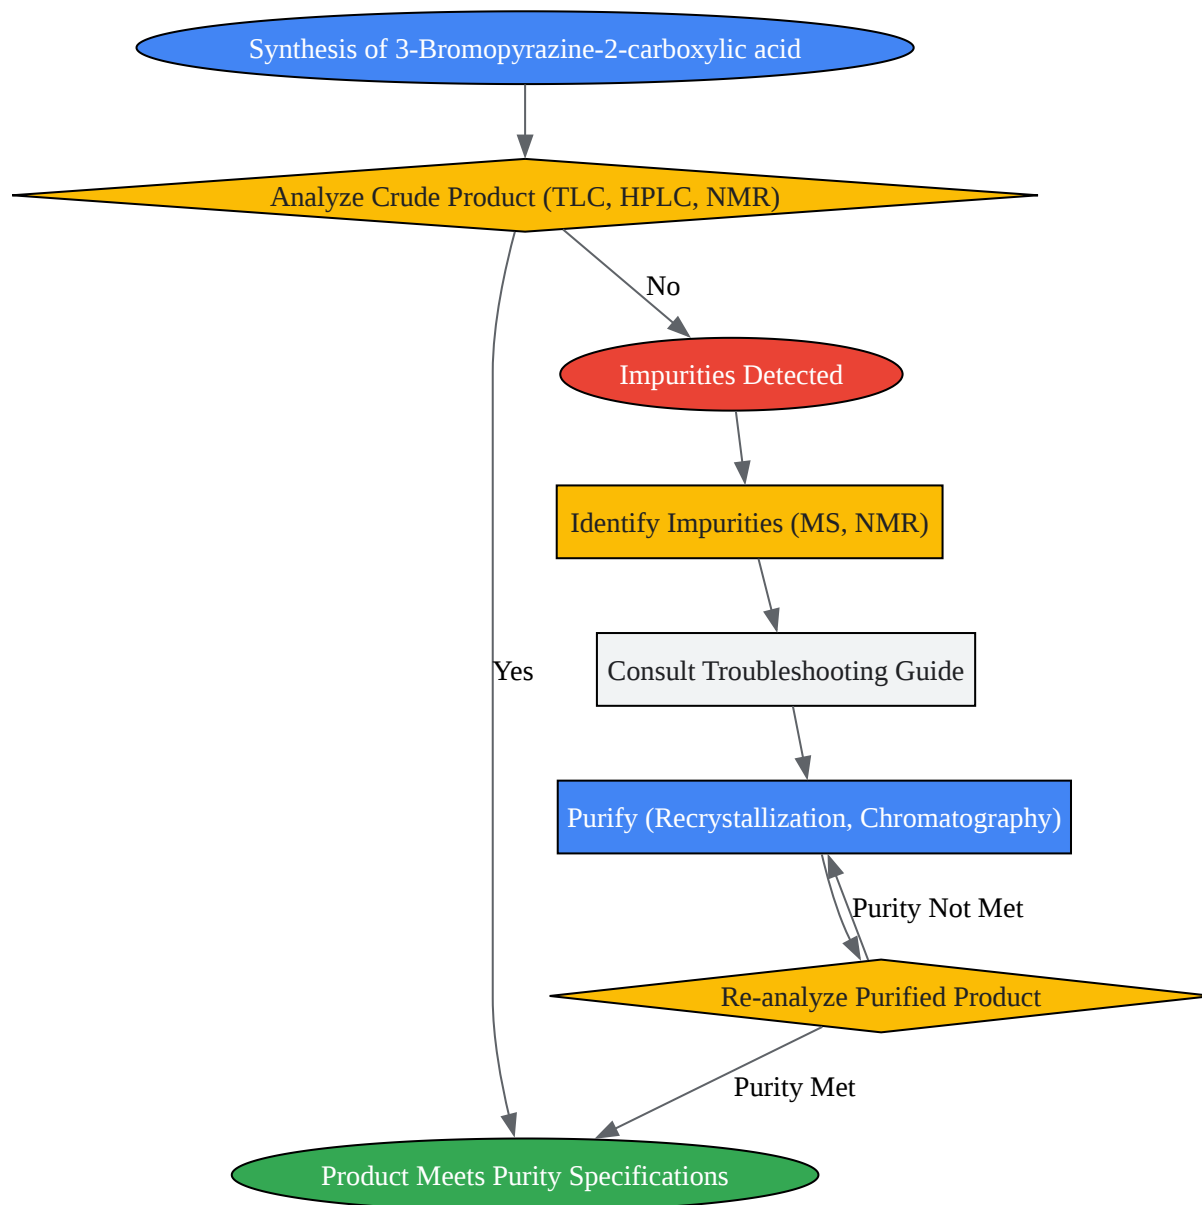 Synthesis of 3-Bromopyrazine-2-carboxylic acid
Analyze Crude Product (TLC, HPLC, NMR)
No
Impurities Detected
Identify Impurities (MS, NMR)
Consult Troubleshooting Guide
Yes
Purify (Recrystallization, Chromatography)
Purity Not Met
Re-analyze Purified Product
Purity Met
Product Meets Purity Specifications